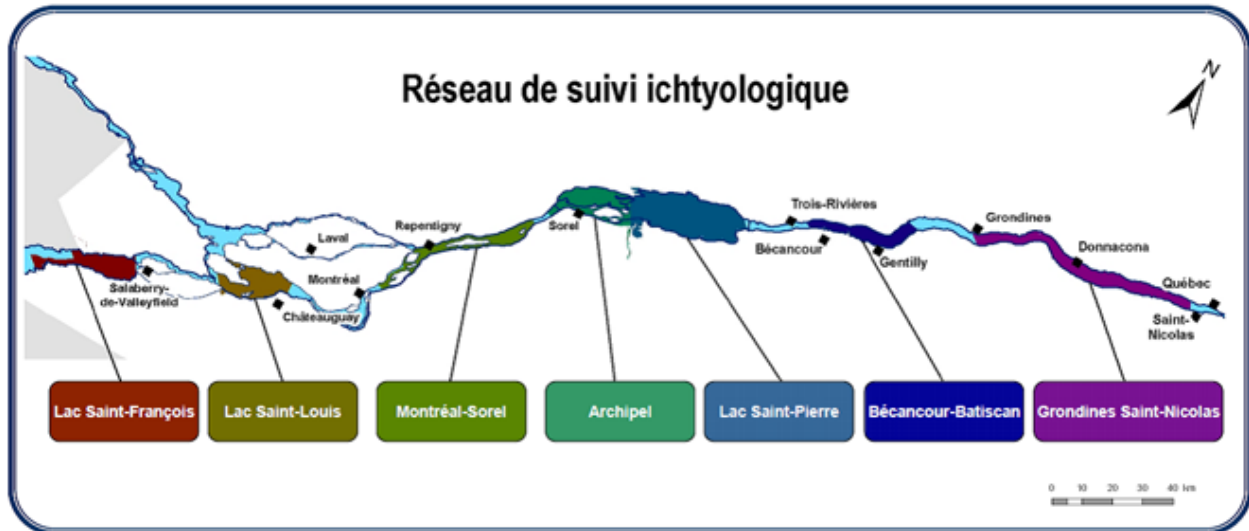 Réseau de suivi ichtyologique
N
Trois-Rivières
Grondines
Repentigny
Sorel
Laval
Bécancour
Donnacona
Gentilly
Montréal
Québec
Salaberry-
de-Valleyfield
Châteauguay
Saint-
Nicolas
Lac Saint-François
Lac Saint-Louis
Montréal-Sorel
Archipel
Lac Saint-Pierre
Bécancour-Batiscan
Grondines Saint-Nicolas
0 10 20 30 40 km